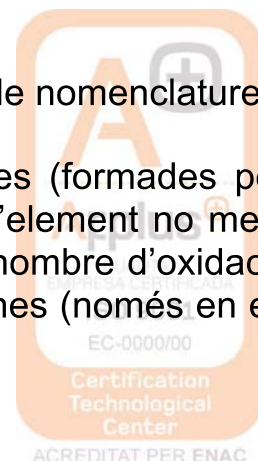 le nomenclature
es (formades pe
'element no me
nombre d'oxidac
EMPRESA CERTIFICADA
nes (només en e
EC-0000/00
Certification
Technological
Center
ACREDITAT PER ENAC